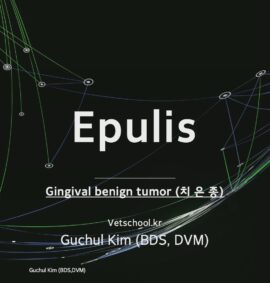 Epulis
Gingival benign tumor (치 은 종)
Vetschool.kr
Guchul Kim (BDS, DVM)
Guchul Kim (BDS,DVM)